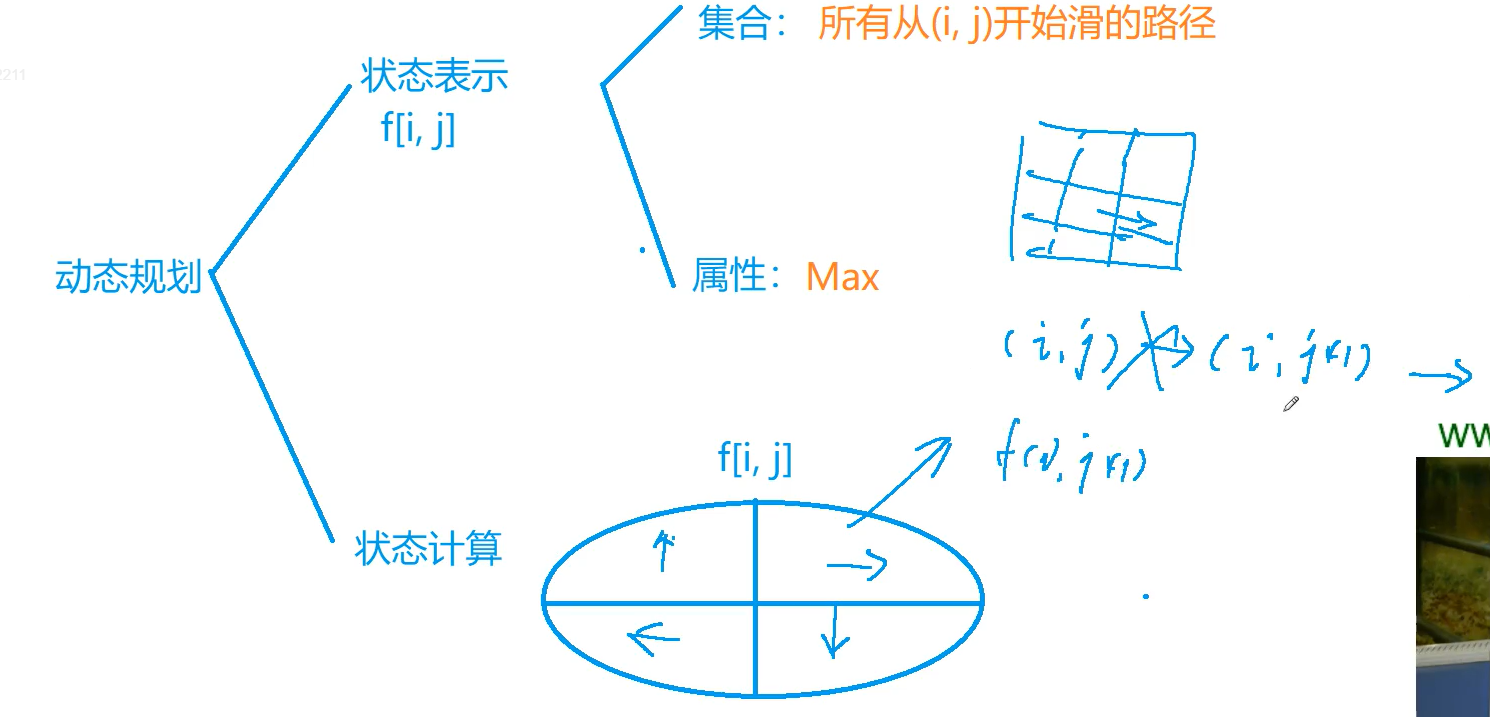 集合： 所有从(i, j)开始滑的路径
状态表示
f[i, j]
动态规划
属性：Max
(i, j) → (i, j+1) →
f(i, j+1)
f[i, j]
状态计算
2211